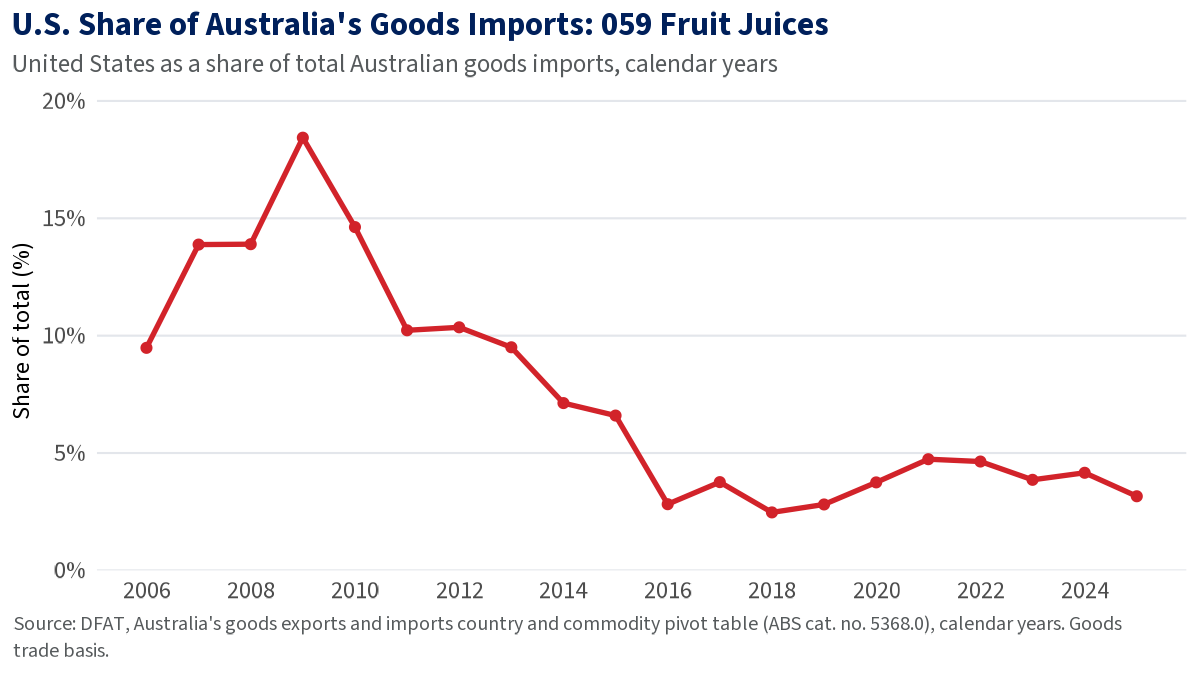 U.S. Share of Australia's Goods Imports: 059 Fruit Juices
United States as a share of total Australian goods imports, calendar years
Share of total (%)
20%
15%
10%
5%
0%
2006 2008 2010 2012 2014 2016 2018 2020 2022 2024
Source: DFAT, Australia's goods exports and imports country and commodity pivot table (ABS cat. no. 5368.0), calendar years. Goods
trade basis.